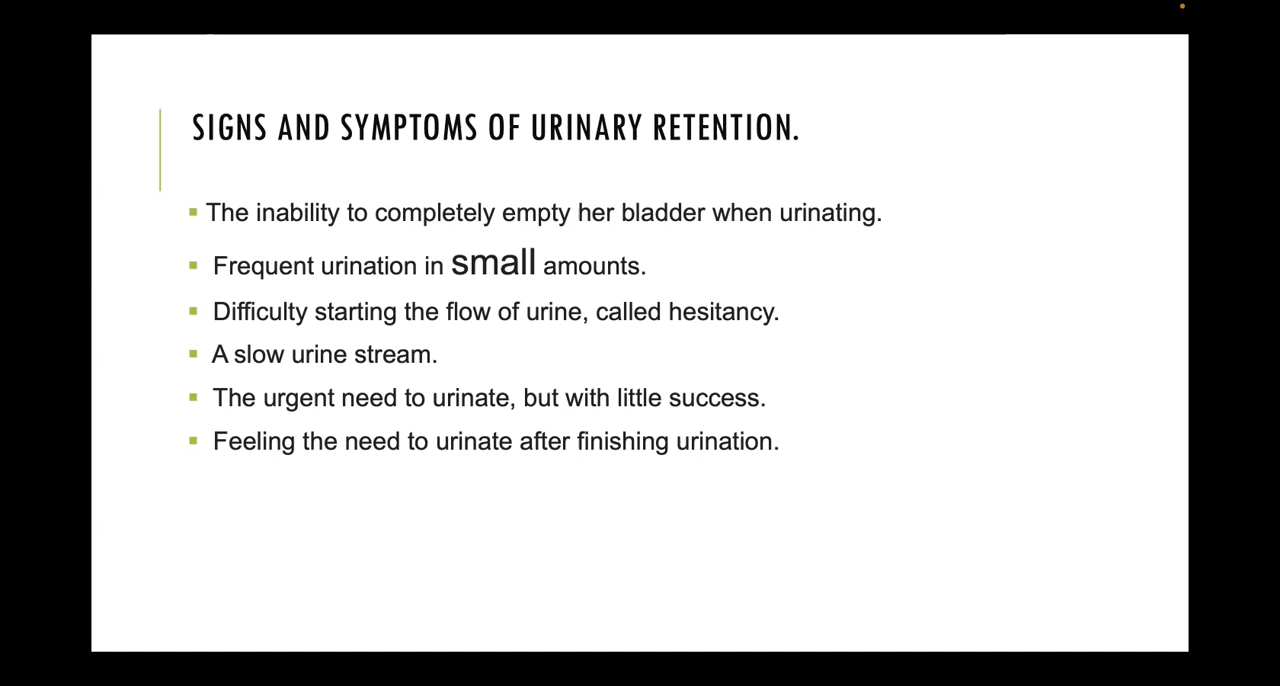 SIGNS AND SYMPTOMS OF URINARY RETENTION.
▪ The inability to completely empty her bladder when urinating.
▪ Frequent urination in small amounts.
▪ Difficulty starting the flow of urine, called hesitancy.
▪ A slow urine stream.
▪ The urgent need to urinate, but with little success.
▪ Feeling the need to urinate after finishing urination.